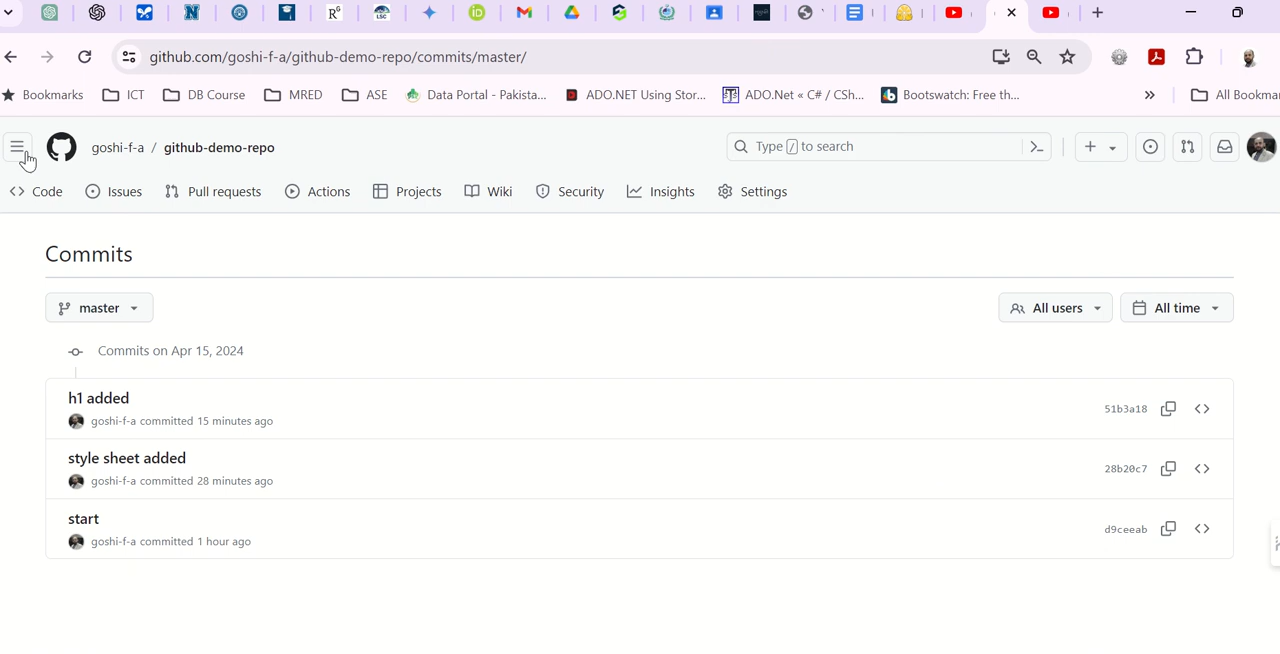 github.com/goshi-f-a/github-demo-repo/commits/master/
Bookmarks ICT DB Course MRED ASE Data Portal - Pakista... ADO.NET Using Stor... ADO.Net « C# / CSh... Bootswatch: Free th... » All Bookmar
goshi-f-a / github-demo-repo Type / to search
Code Issues Pull requests Actions Projects Wiki Security Insights Settings
Commits
master All users All time
Commits on Apr 15, 2024
h1 added
goshi-f-a committed 15 minutes ago 51b3a18
style sheet added
goshi-f-a committed 28 minutes ago 28b20c7
start
goshi-f-a committed 1 hour ago d9ceeab